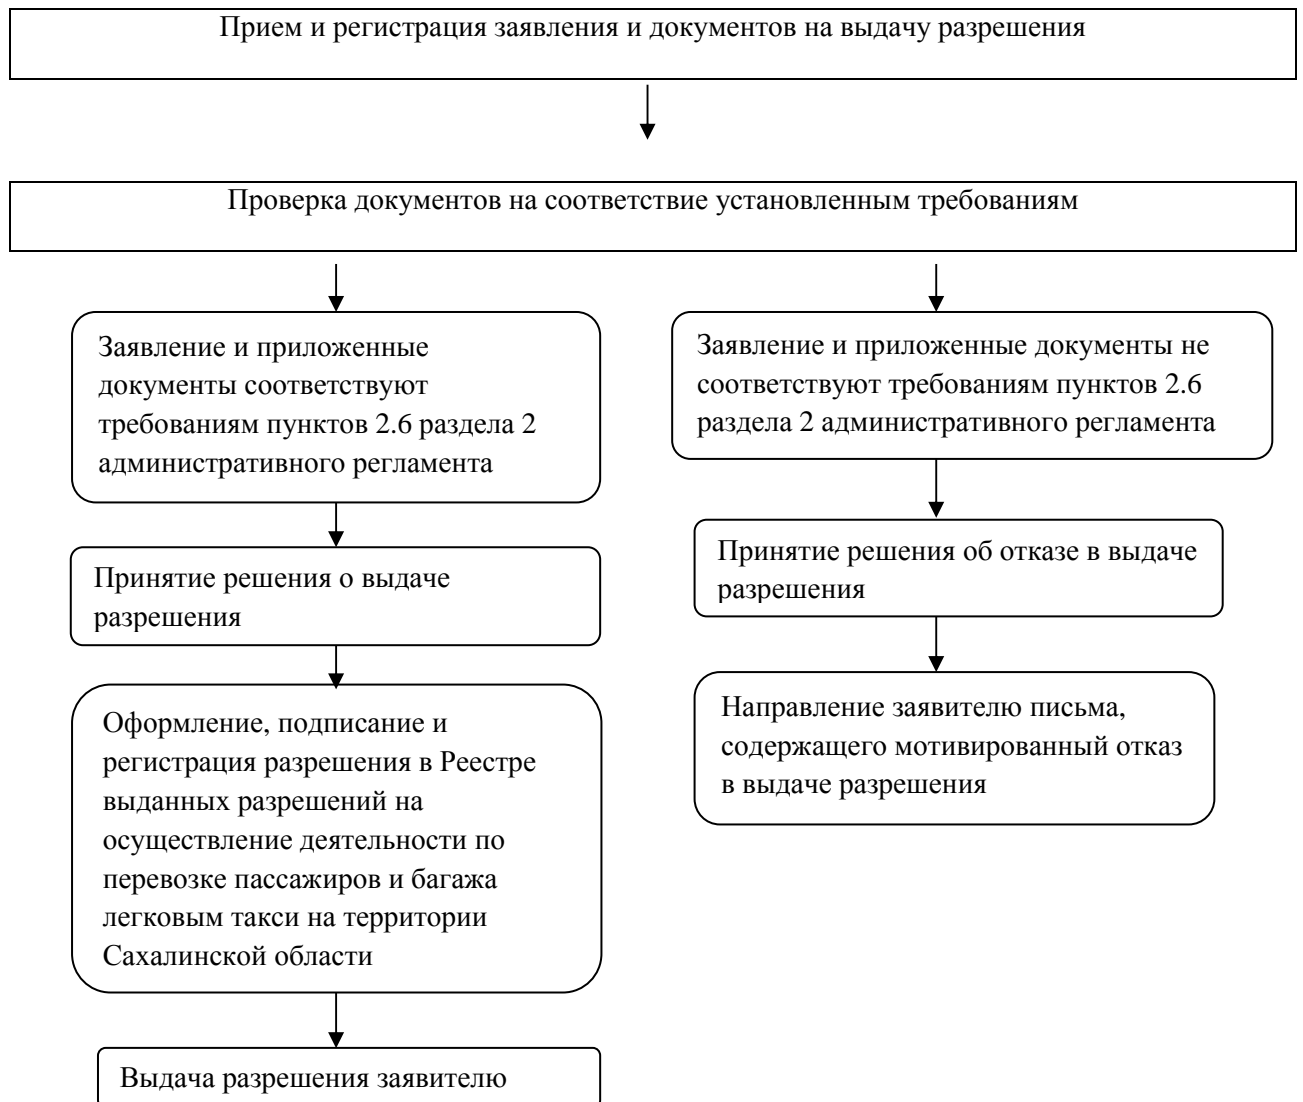 Прием и регистрация заявления и документов на выдачу разрешения
Проверка документов на соответствие установленным требованиям
Заявление и приложенные
документы соответствуют
требованиям пунктов 2.6 раздела 2
административного регламента
Заявление и приложенные документы не
соответствуют требованиям пунктов 2.6
раздела 2 административного регламента
Принятие решения о выдаче
разрешения
Принятие решения об отказе в выдаче
разрешения
Оформление, подписание и
регистрация разрешения в Реестре
выданных разрешений на
осуществление деятельности по
перевозке пассажиров и багажа
легковым такси на территории
Сахалинской области
Направление заявителю письма,
содержащего мотивированный отказ
в выдаче разрешения
Выдача разрешения заявителю